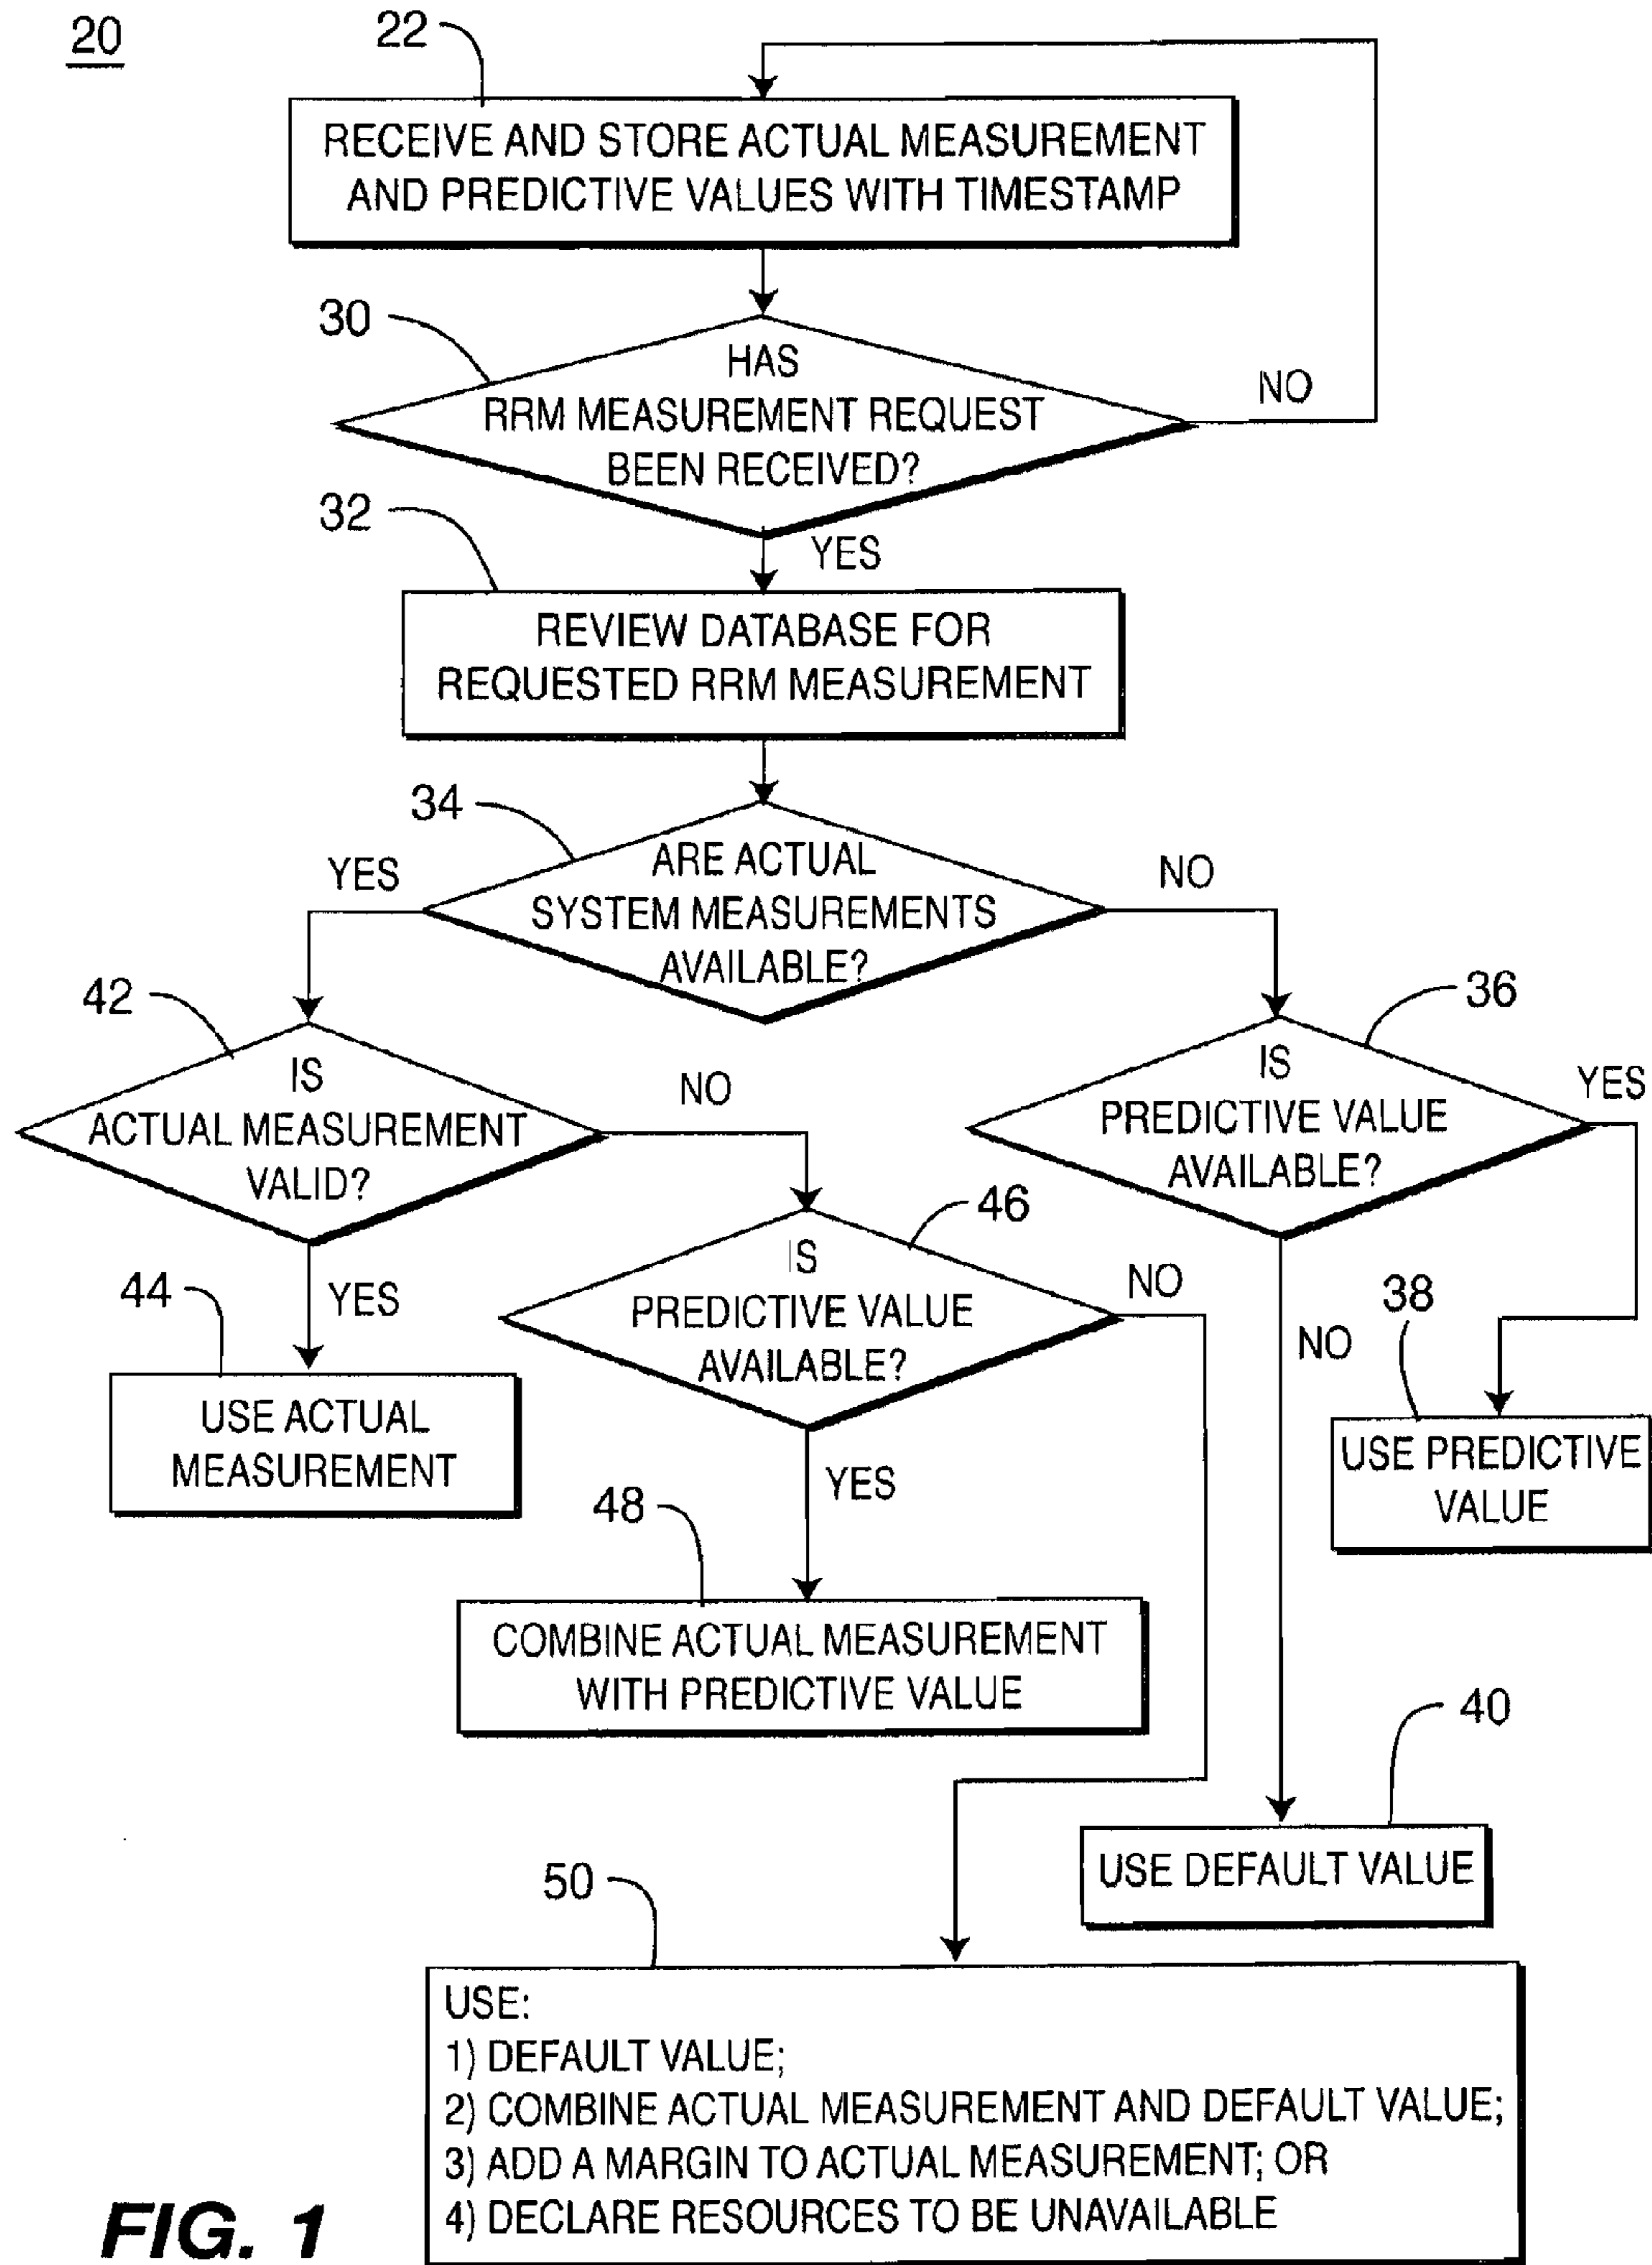 20
22
RECEIVE AND STORE ACTUAL MEASUREMENT
AND PREDICTIVE VALUES WITH TIMESTAMP
30
HAS
RRM MEASUREMENT REQUEST
BEEN RECEIVED?
NO
YES
32
REVIEW DATABASE FOR
REQUESTED RRM MEASUREMENT
34
ARE ACTUAL
SYSTEM MEASUREMENTS
AVAILABLE?
YES
NO
42
IS
ACTUAL MEASUREMENT
VALID?
NO
YES
36
IS
PREDICTIVE VALUE
AVAILABLE?
YES
NO
44
USE ACTUAL
MEASUREMENT
46
IS
PREDICTIVE VALUE
AVAILABLE?
NO
YES
38
USE PREDICTIVE
VALUE
48
COMBINE ACTUAL MEASUREMENT
WITH PREDICTIVE VALUE
40
USE DEFAULT VALUE
50
USE:
1) DEFAULT VALUE;
2) COMBINE ACTUAL MEASUREMENT AND DEFAULT VALUE;
3) ADD A MARGIN TO ACTUAL MEASUREMENT; OR
4) DECLARE RESOURCES TO BE UNAVAILABLE
FIG. 1